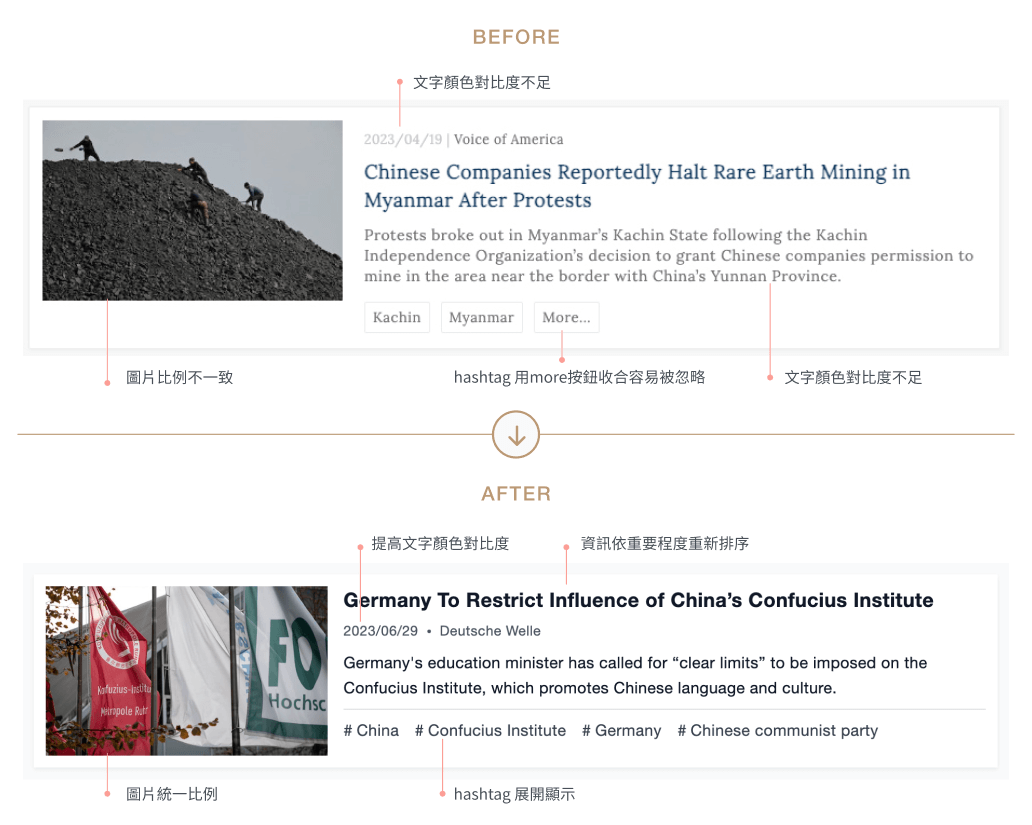 BEFORE
文字顏色對比度不足
2023/04/19 | Voice of America
Chinese Companies Reportedly Halt Rare Earth Mining in
Myanmar After Protests
Protests broke out in Myanmar’s Kachin State following the Kachin
Independence Organization’s decision to grant Chinese companies permission to
mine in the area near the border with China’s Yunnan Province.
Kachin Myanmar More...
圖片比例不一致
hashtag 用more按鈕收合容易被忽略
文字顏色對比度不足
AFTER
提高文字顏色對比度
資訊依重要程度重新排序
Germany To Restrict Influence of China’s Confucius Institute
2023/06/29 • Deutsche Welle
Germany's education minister has called for “clear limits” to be imposed on the
Confucius Institute, which promotes Chinese language and culture.
# China # Confucius Institute # Germany # Chinese communist party
Konfuzius-Institu
Metropole Ruhr
FO
Hochsc
圖片統一比例
hashtag 展開顯示